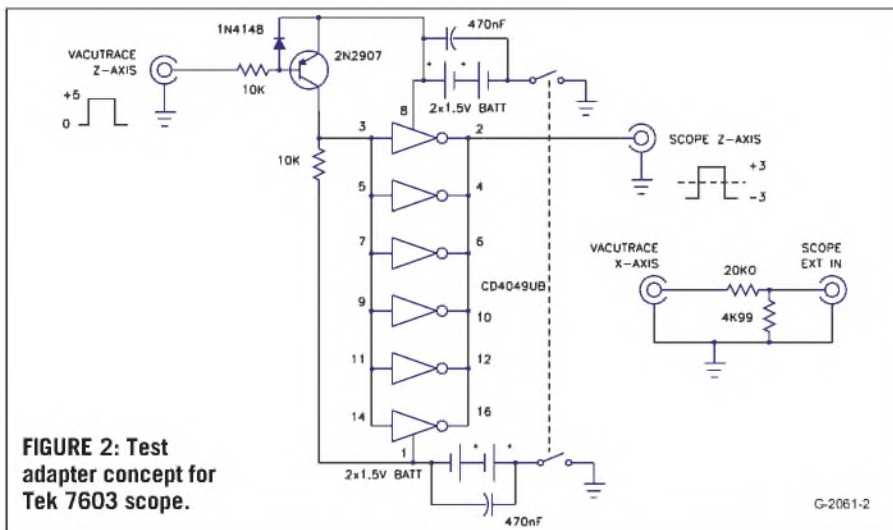 1N4148
470nF
VACUTRACE
Z-AXIS
2N2907
+ +
10K
8
2x1.5V BATT
+5
0
3
2
SCOPE Z-AXIS
10K
+3
-3
5
4
7
6
VACUTRACE
X-AXIS
SCOPE
EXT IN
20K0
CD4049UB
9
10
4K99
11
12
14
16
FIGURE 2: Test
adapter concept for
Tek 7603 scope.
1
+ +
2x1.5V BATT
470nF
G-2061-2